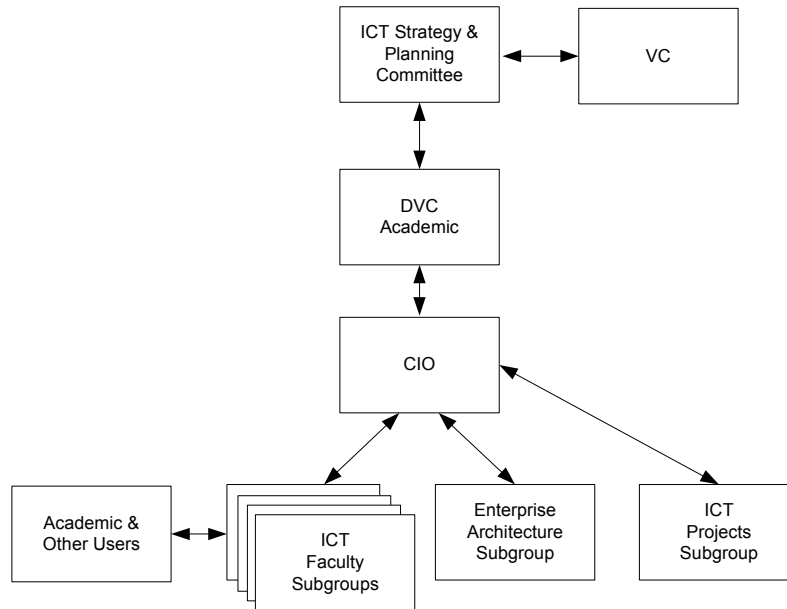 ICT Strategy &
Planning
Committee
VC
DVC
Academic
CIO
Academic &
Other Users
ICT
Faculty
Subgroups
Enterprise
Architecture
Subgroup
ICT
Projects
Subgroup